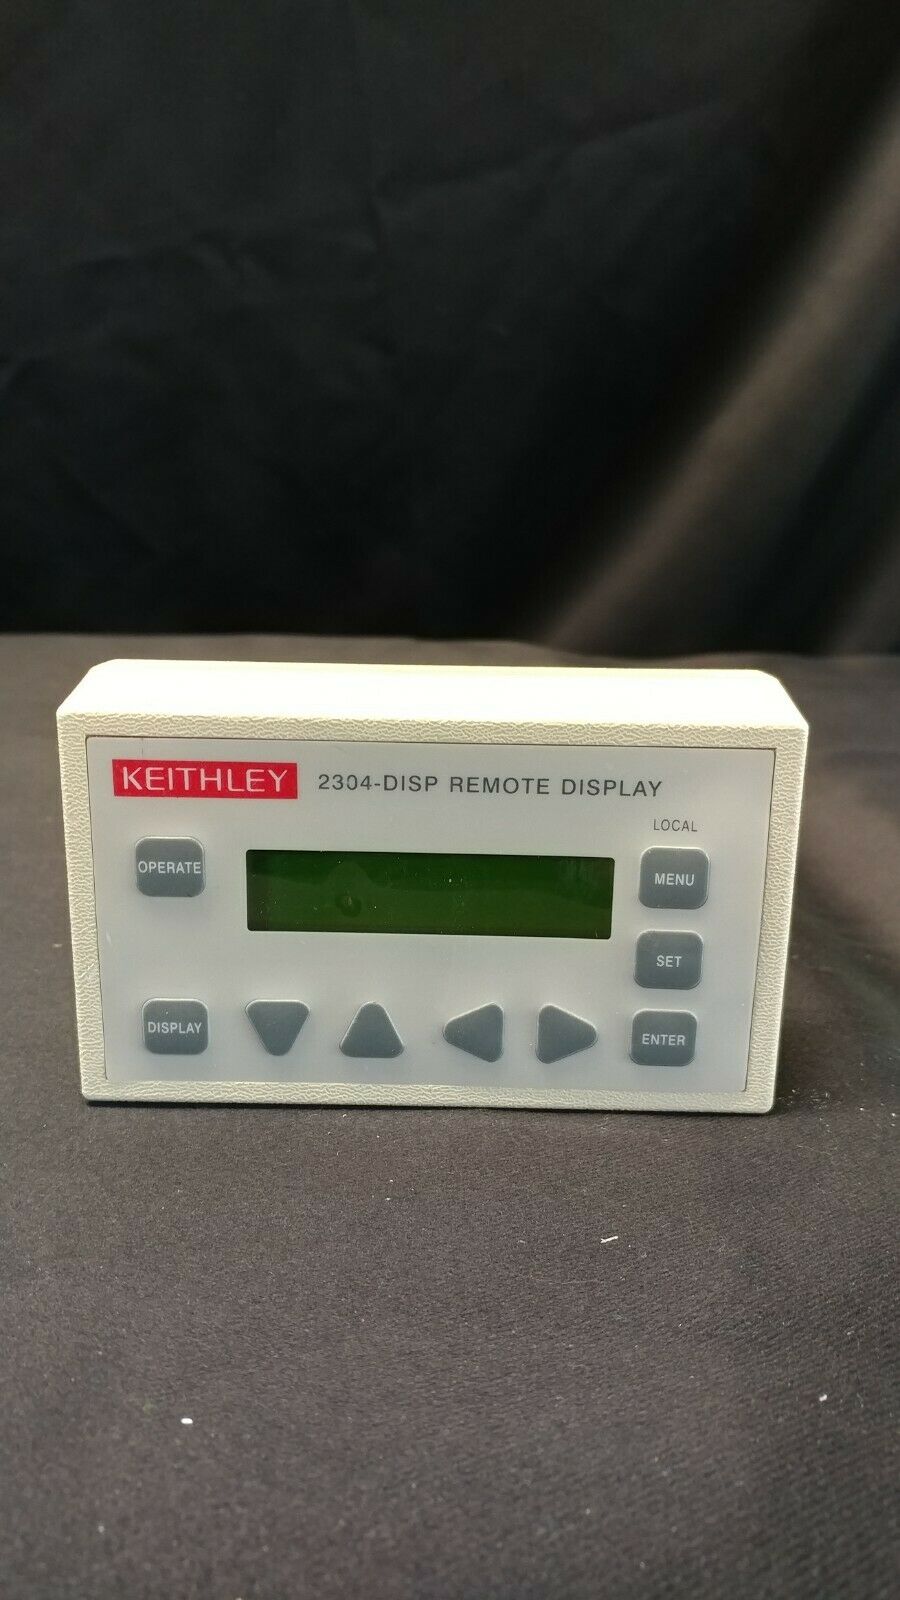 KEITHLEY 2304-DISP REMOTE DISPLAY
LOCAL
OPERATE
MENU
SET
DISPLAY
ENTER